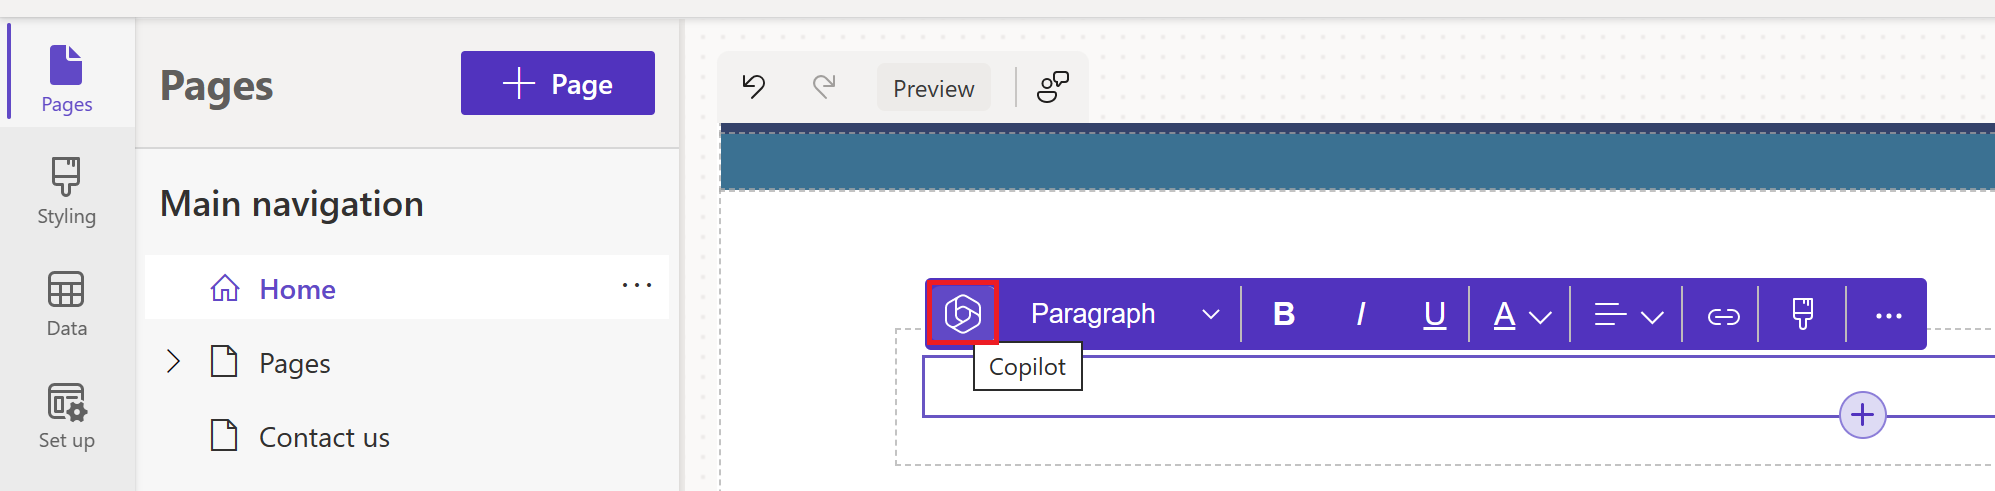 Pages
Styling
Data
Set up
Pages
Page
Main navigation
Home
Pages
Contact us
Preview
Paragraph
B
I
U
A
Copilot